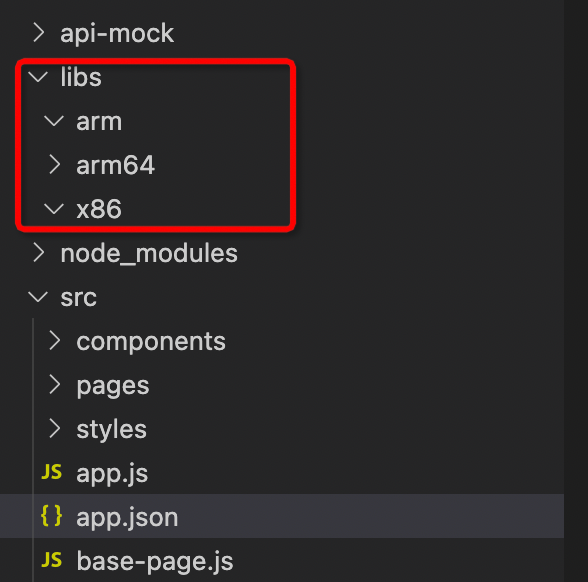 api-mock
libs
arm
arm64
x86
node_modules
src
components
pages
styles
JS app.js
{} app.json
JS base-page.js